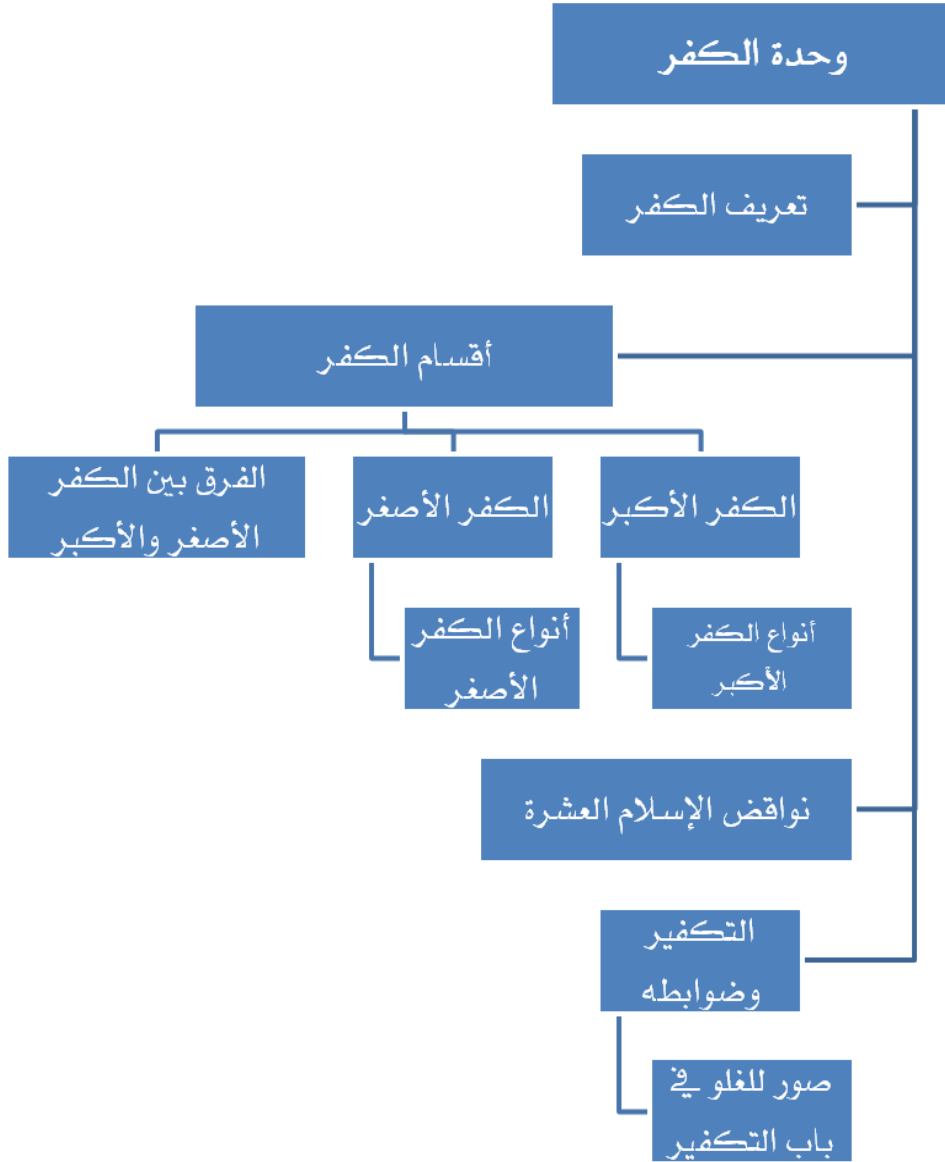 وحدة الكفر
تعريف الكفر
أقسام الكفر
الكفر الأكبر
أنواع الكفر
الأكبر
الكفر الأصغر
أنواع الكفر
الأصغر
الفرق بين الكفر
الأصغر والأكبر
نواقض الإسلام العشرة
التكفير
وضوابطه
صور للغلو في
باب التكفير